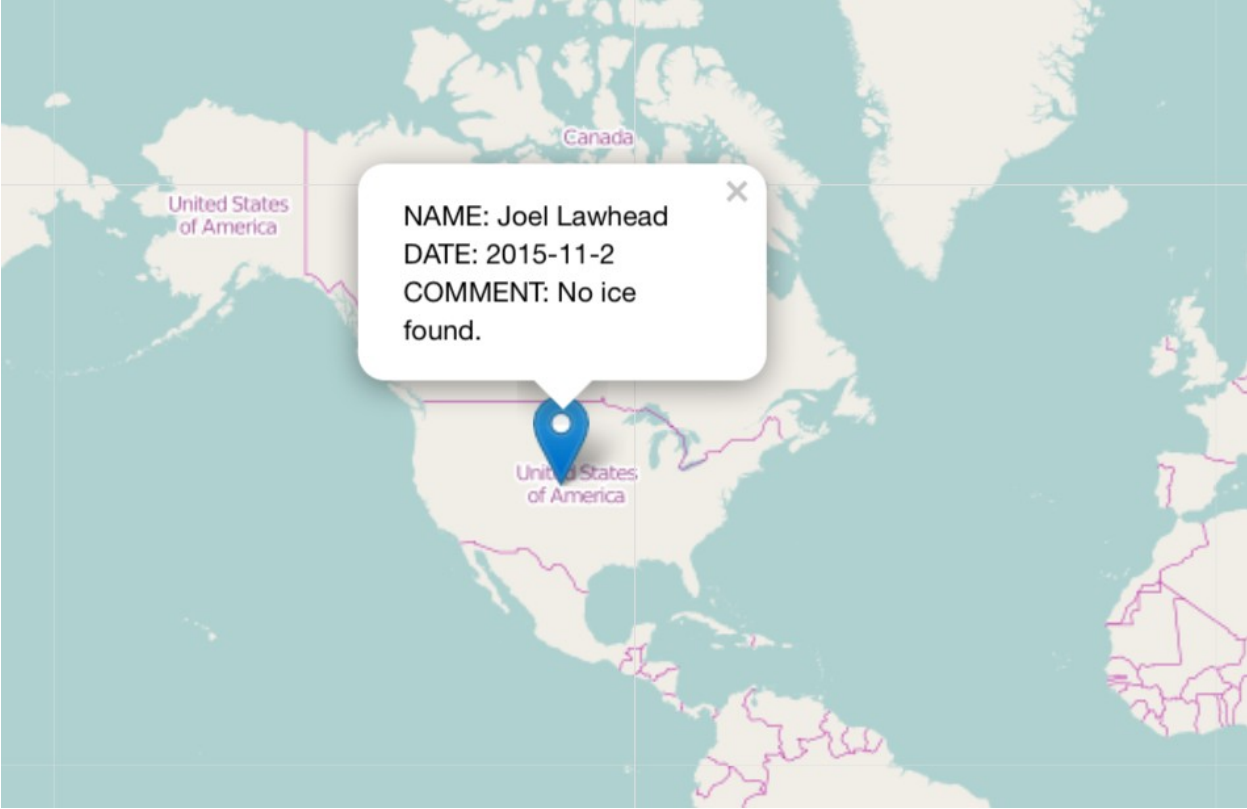 Canada
United States
of America
NAME: Joel Lawhead
DATE: 2015-11-2
COMMENT: No ice
found.
×
United States
of America